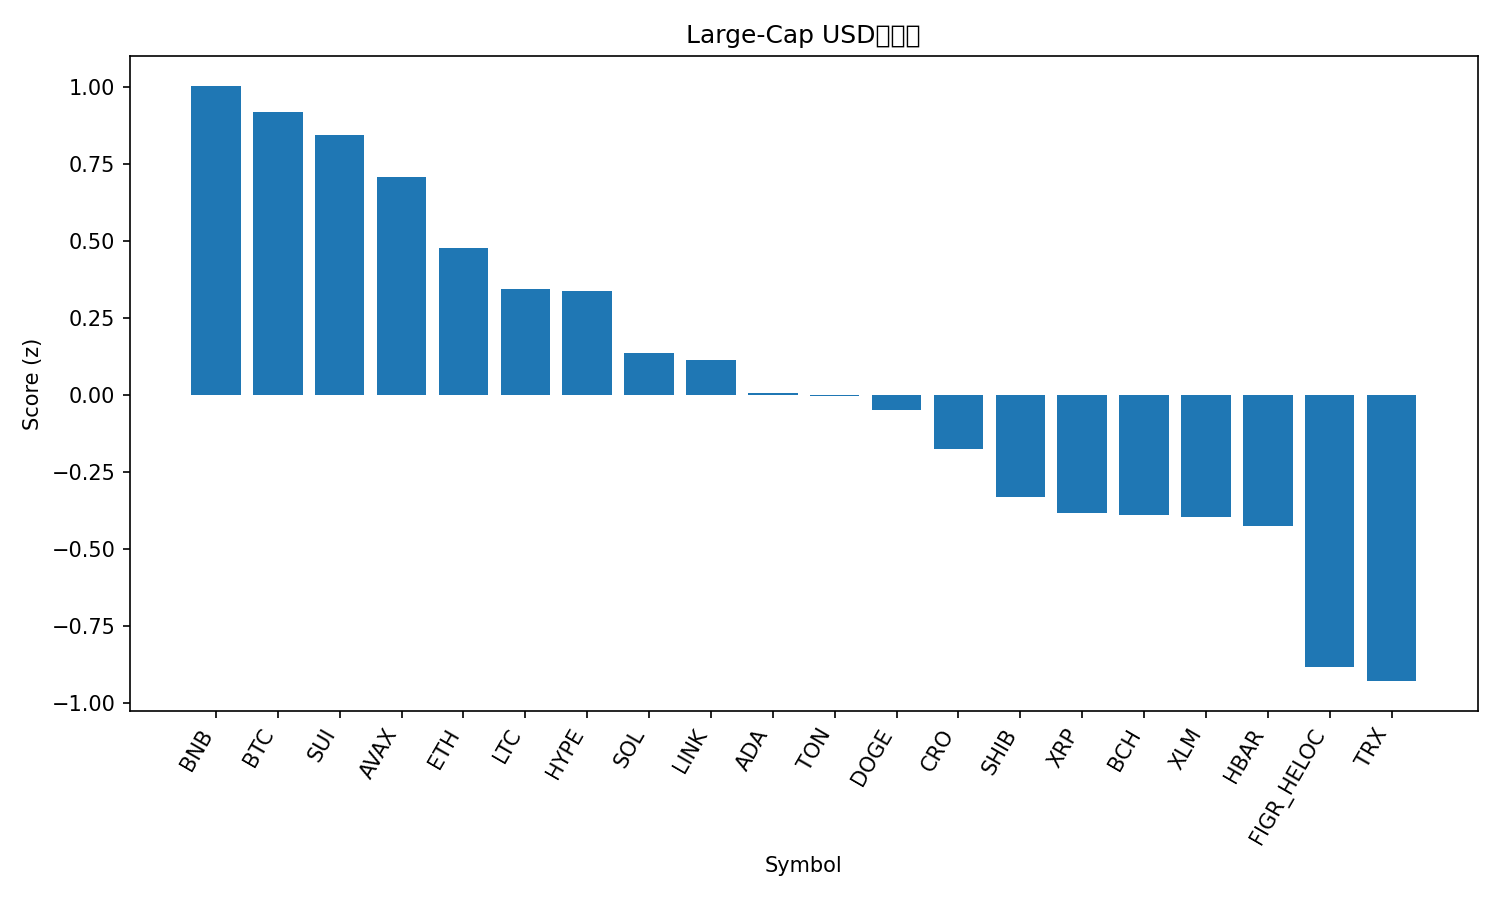 Large-Cap USD
1.00
0.75
0.50
0.25
0.00
−0.25
−0.50
−0.75
−1.00
Score (z)
BNB
BTC
SUI
AVAX
ETH
LTC
HYPE
SOL
LINK
ADA
TON
DOGE
CRO
SHIB
XRP
BCH
XLM
HBAR
FIGR_HELOC
TRX
Symbol